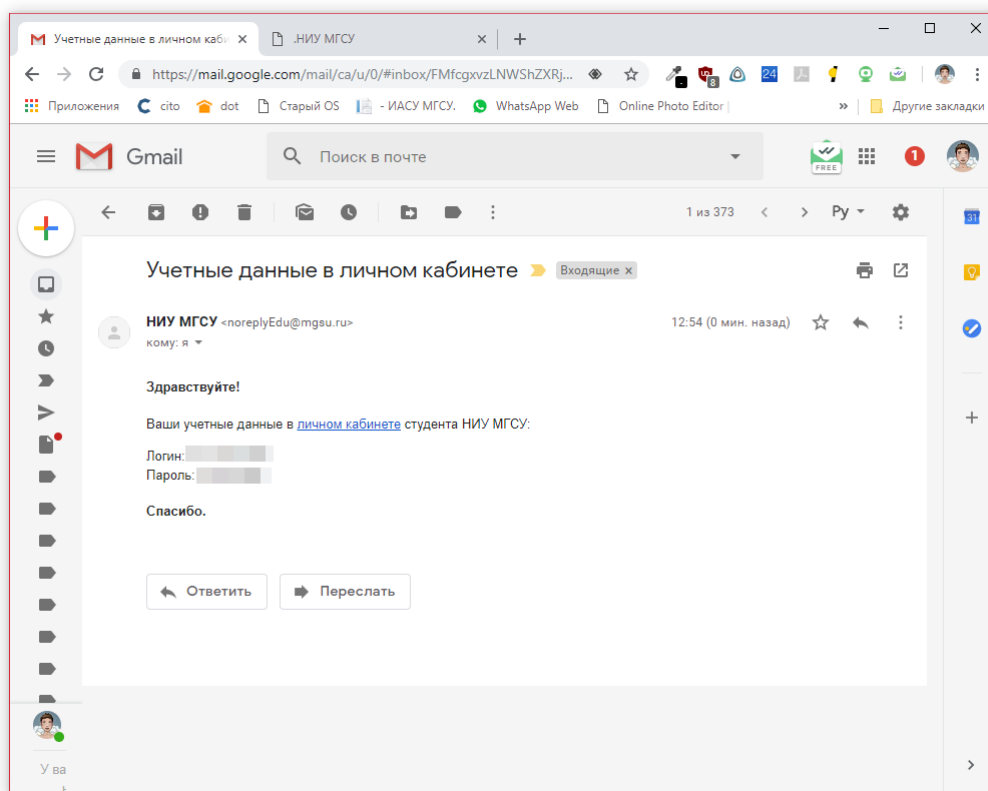 Учетные данные в личном каби
.НИУ МГСУ
https://mail.google.com/mail/ca/u/0/#inbox/FMfcgxvzLNWShZXRj...
8
24
Приложения cito dot Старый OS - ИАСУ МГСУ. WhatsApp Web Online Photo Editor | » Другие закладки
Gmail
Поиск в почте
FREE
1
1 из 373
Ру
31
Учетные данные в личном кабинете
Входящие x
НИУ МГСУ <noreplyEdu@mgsu.ru>
12:54 (0 мин. назад)
кому: я
Здравствуйте!
Ваши учетные данные в личном кабинете студента НИУ МГСУ:
Логин:
Пароль:
Спасибо.
Ответить
Переслать
У ва